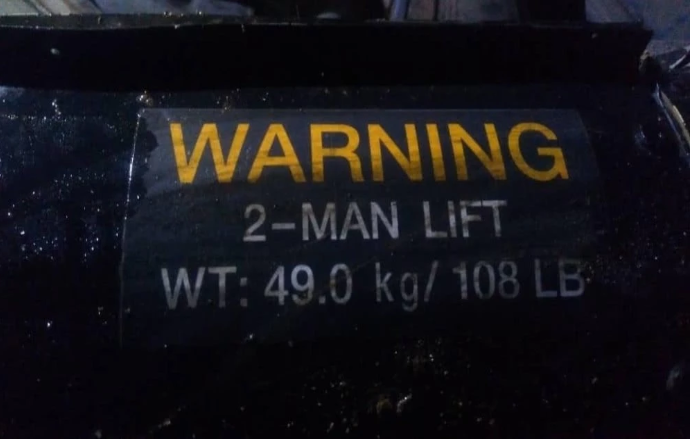 WARNING
2-MAN LIFT
WT: 49.0 kg/ 108 LB